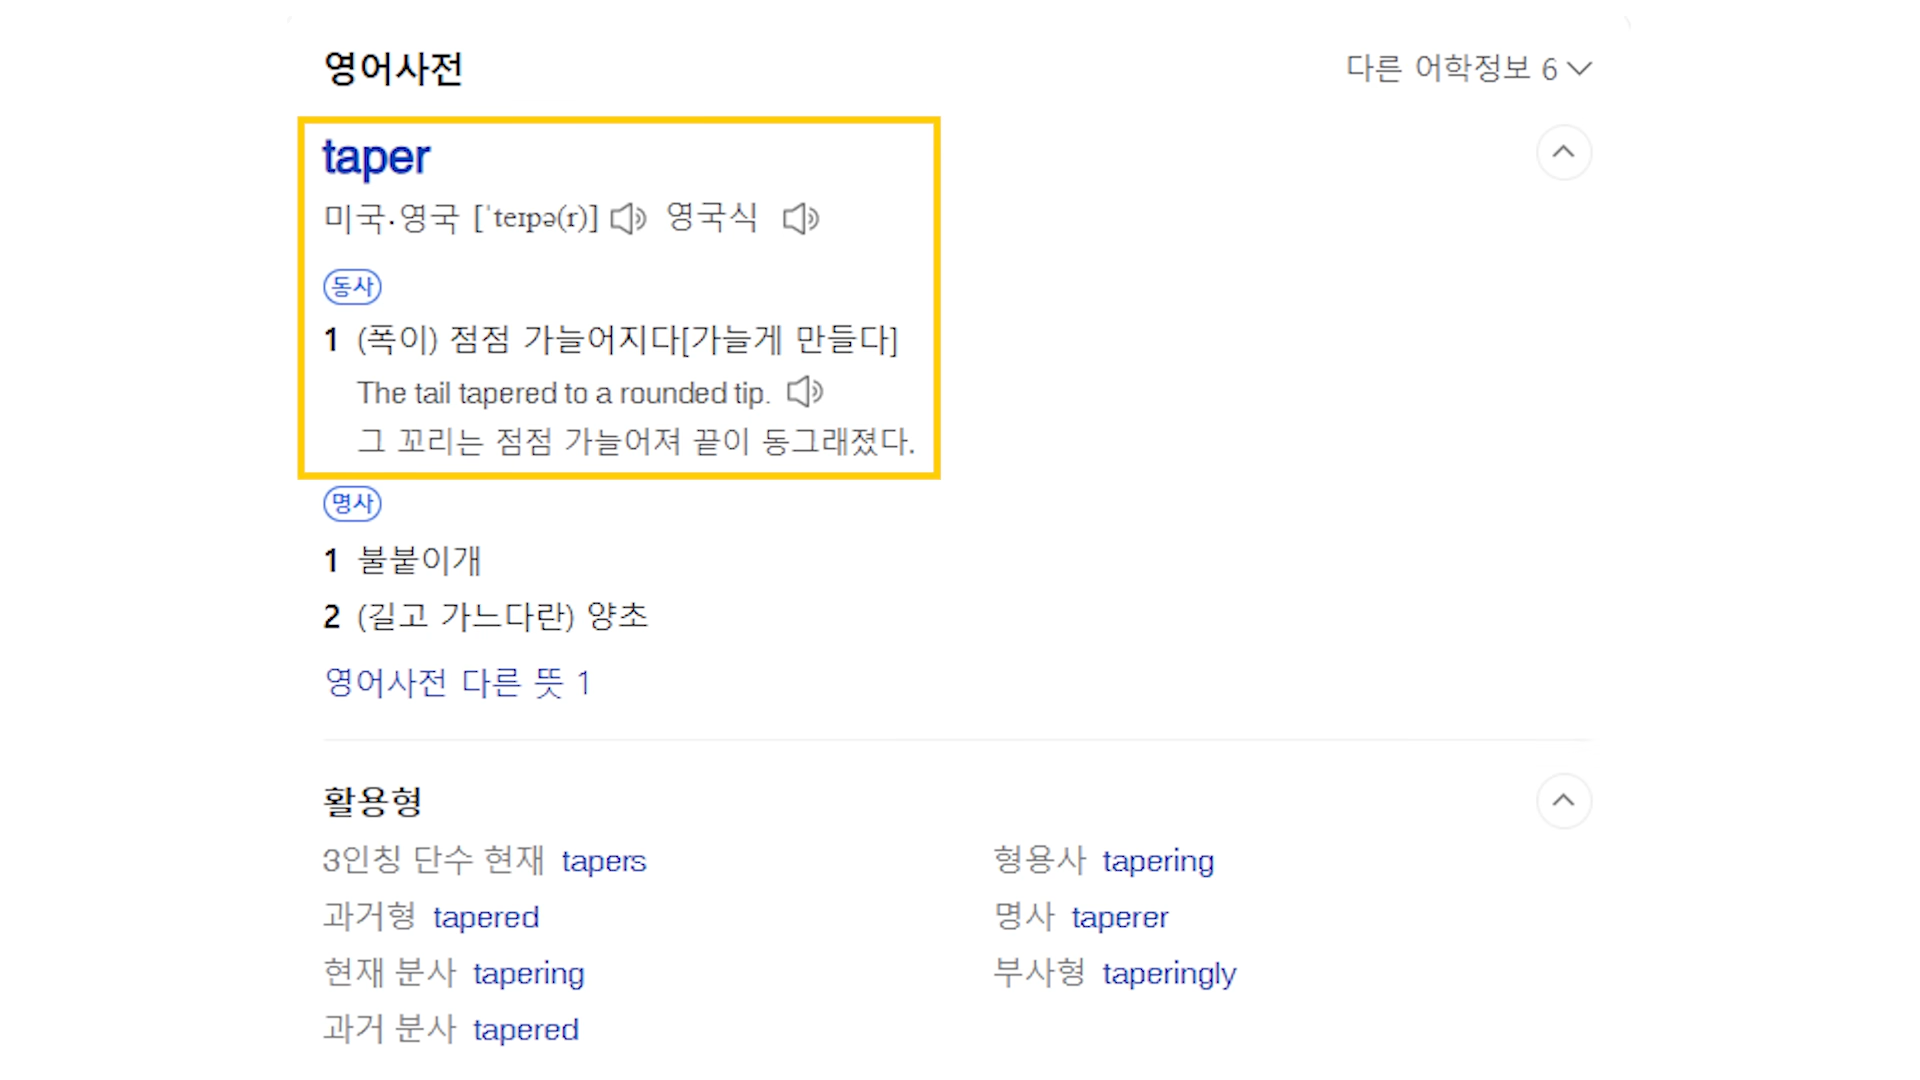 영어사전
다른 어학정보 6
taper
미국·영국 [ˈteɪpə(r)] 영국식
동사
1 (폭이) 점점 가늘어지다[가늘게 만들다]
The tail tapered to a rounded tip.
그 꼬리는 점점 가늘어져 끝이 동그래졌다.
명사
1 불붙이개
2 (길고 가느다란) 양초
영어사전 다른 뜻 1
활용형
3인칭 단수 현재 tapers
형용사 tapering
과거형 tapered
명사 taperer
현재 분사 tapering
부사형 taperingly
과거 분사 tapered